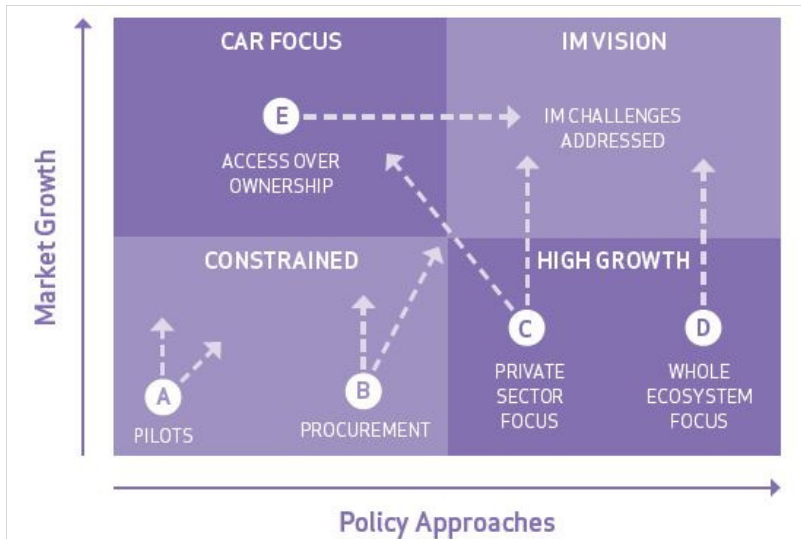 CAR FOCUS
IM VISION
E
IM CHALLENGES
ADDRESSED
ACCESS OVER
OWNERSHIP
Market Growth
CONSTRAINED
HIGH GROWTH
A
PILOTS
B
PROCUREMENT
C
PRIVATE
SECTOR
FOCUS
D
WHOLE
ECOSYSTEM
FOCUS
Policy Approaches